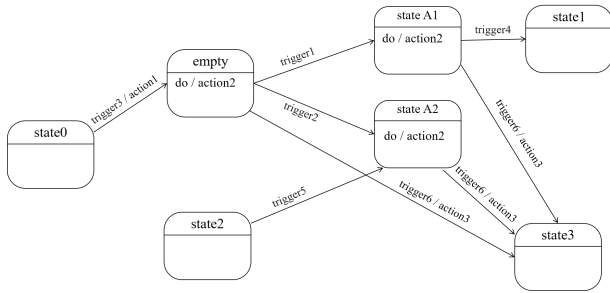 state A1
do / action2
trigger4
state1
empty
do / action2
trigger1
trigger3 / action1
state0
trigger2
state A2
do / action2
trigger6 / action3
trigger6 / action3
trigger6 / action3
trigger5
state2
state3